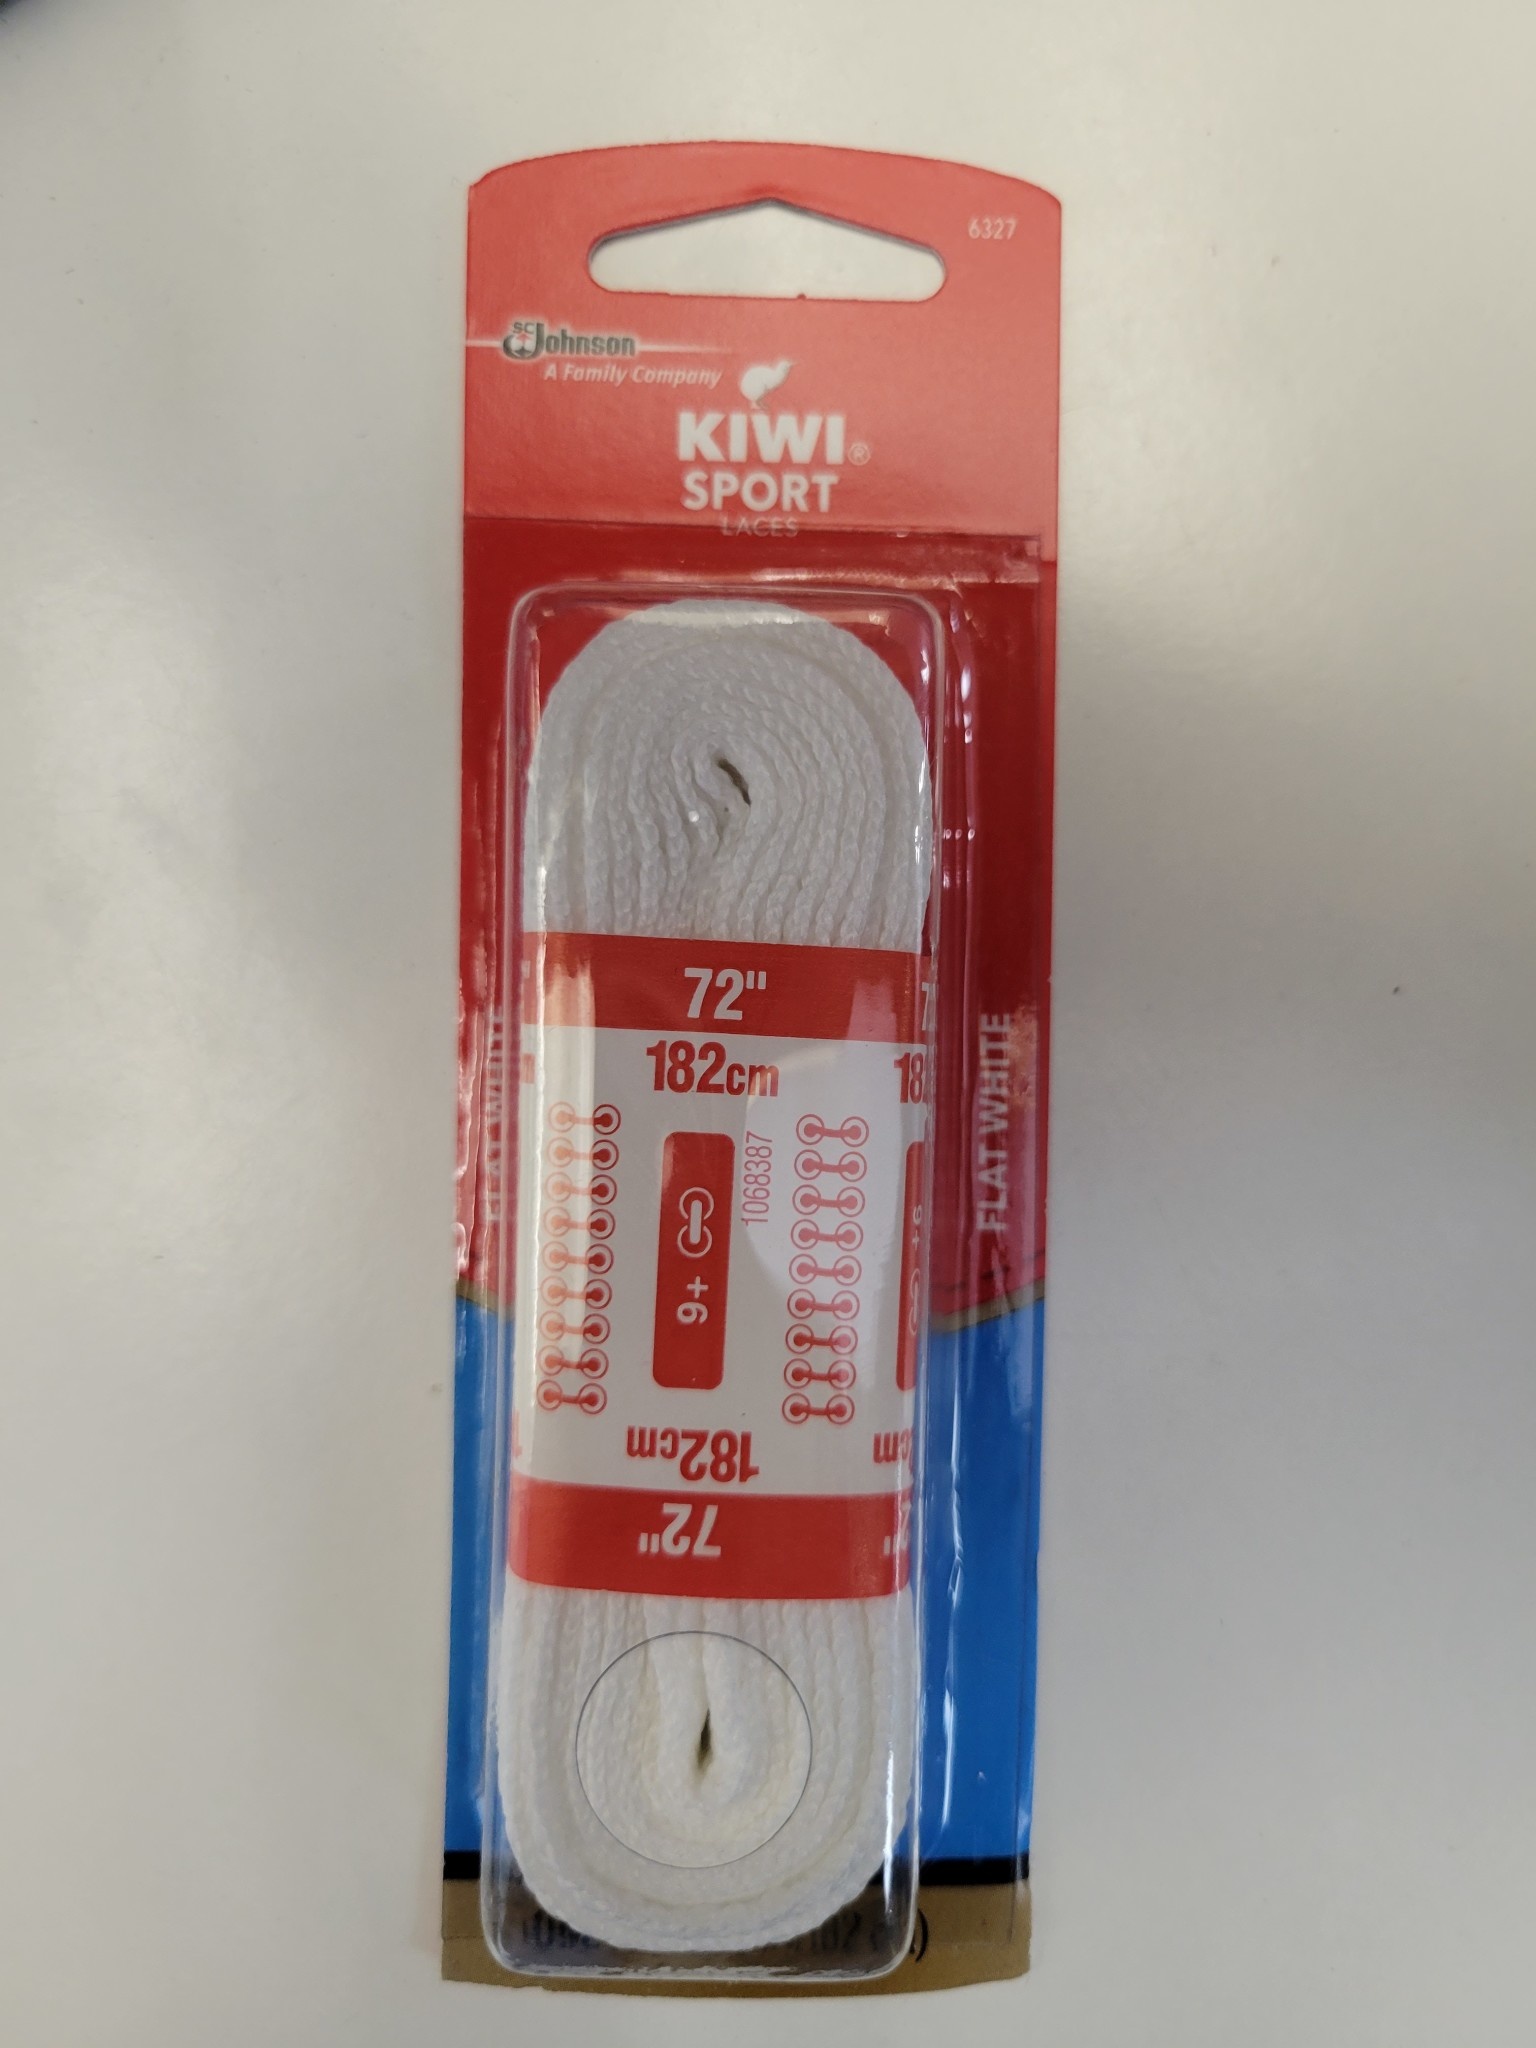 6327
SC Johnson
A Family Company
KIWI®
SPORT
LACES
72"
182cm
1068387
9+
FLAT WHITE
FLAT WHITE
182cm
72"